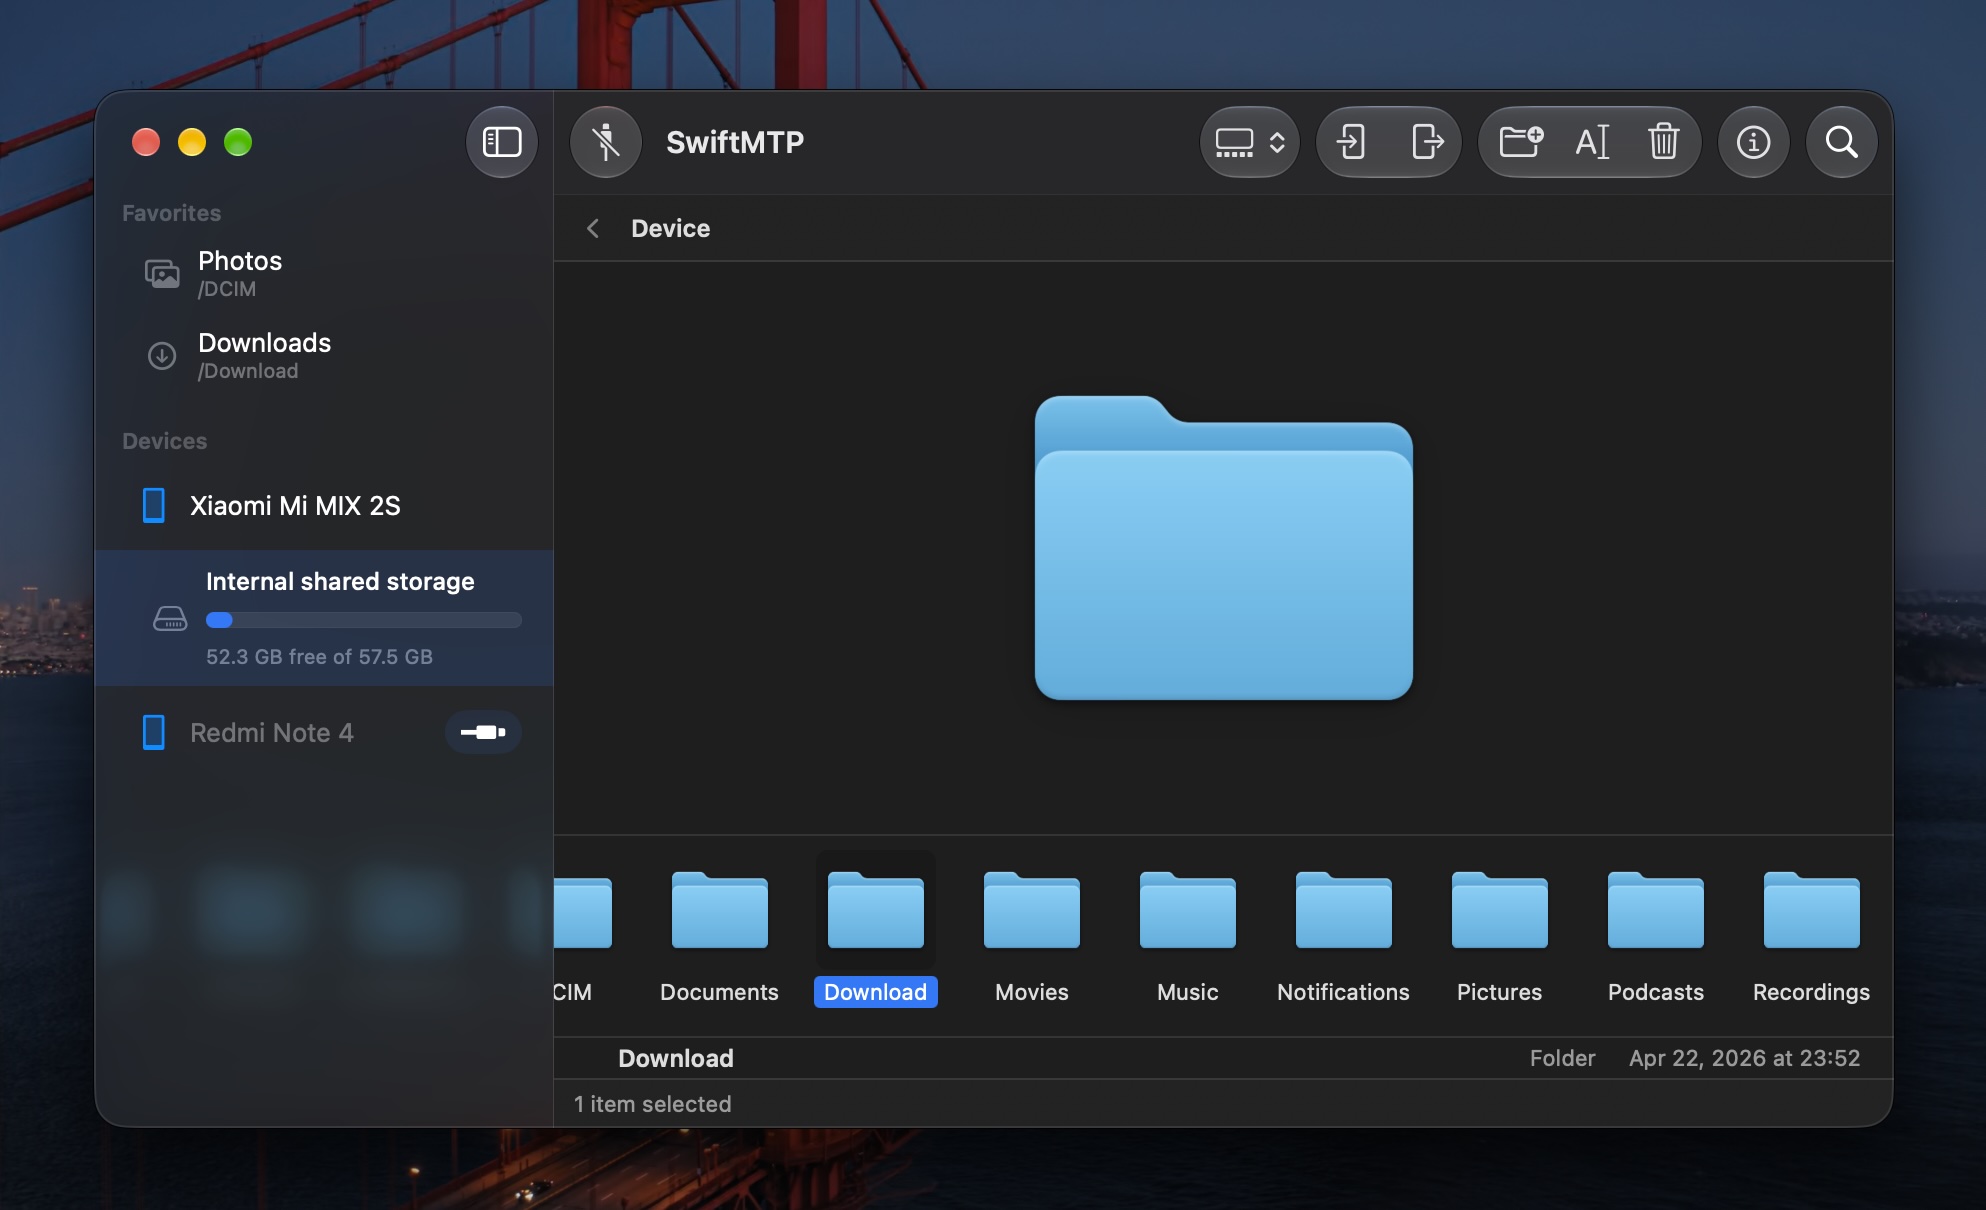 SwiftMTP
Favorites
Photos
/DCIM
Downloads
/Download
Devices
Xiaomi Mi MIX 2S
Internal shared storage
52.3 GB free of 57.5 GB
Redmi Note 4
Device
CIM
Documents
Download
Movies
Music
Notifications
Pictures
Podcasts
Recordings
Download
Folder
Apr 22, 2026 at 23:52
1 item selected